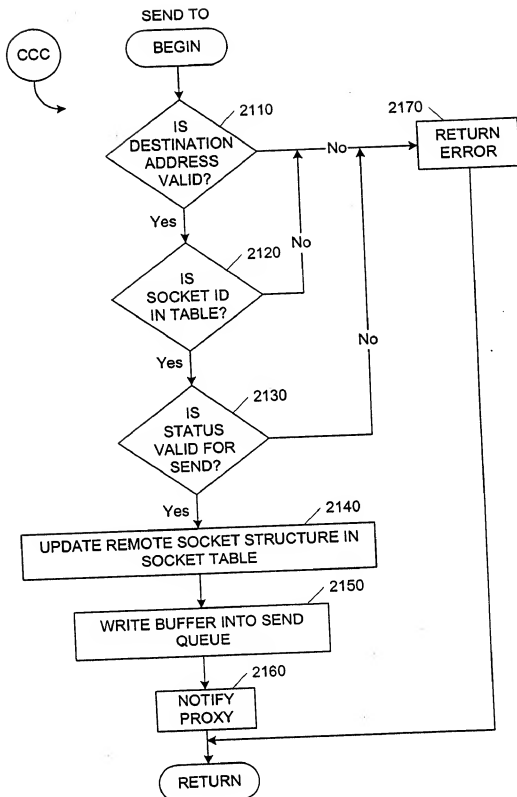 SEND TO
CCC
BEGIN
2110
IS
DESTINATION
ADDRESS
VALID?
No
2170
RETURN
ERROR
Yes
2120
IS
SOCKET ID
IN TABLE?
No
Yes
2130
IS
STATUS
VALID FOR
SEND?
No
Yes
2140
UPDATE REMOTE SOCKET STRUCTURE IN
SOCKET TABLE
2150
WRITE BUFFER INTO SEND
QUEUE
2160
NOTIFY
PROXY
RETURN